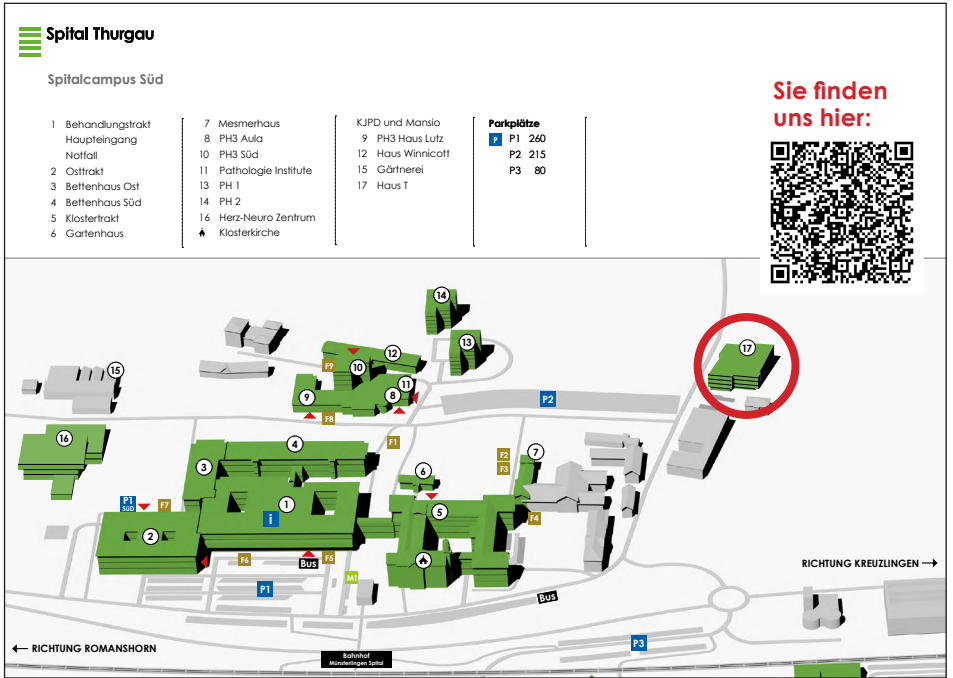 Spital Thurgau
Spitalcampus Süd
Sie finden
uns hier:
1 Behandlungstrakt
Haupteingang
Notfall
2 Osttrakt
3 Bettenhaus Ost
4 Bettenhaus Süd
5 Klostertrakt
6 Gartenhaus
7 Mesmerhaus
8 PH3 Aula
10 PH3 Süd
11 Pathologie Institute
13 PH 1
14 PH 2
16 Herz-Neuro Zentrum
Klosterkirche
KJPD und Mansio
9 PH3 Haus Lutz
12 Haus Winnicott
15 Gärtnerei
17 Haus T
Parkplätze
P P1 260
P2 215
P3 80
14
13
12
17
10
F9
15
11
8
9
P2
F8
16
4
F1
7
F2
F3
3
6
P1
SüD
F7
1
5
i
F4
2
F6
Bus
F5
M1
P1
Bus
RICHTUNG KREUZLINGEN
P3
RICHTUNG ROMANSHORN
Bahnhof
Münsterlingen Spital